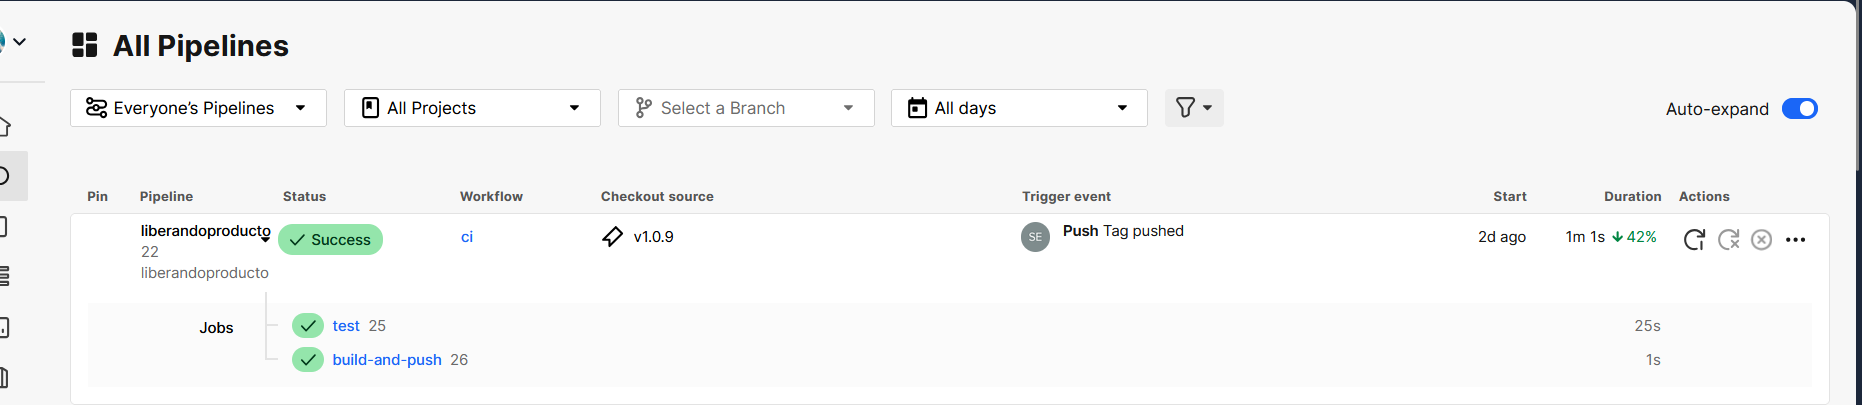 All Pipelines
Everyone's Pipelines All Projects Select a Branch All days Auto-expand
Pin Pipeline Status Workflow Checkout source Trigger event Start Duration Actions
liberandoproducto Success ci v1.0.9 SE Push Tag pushed 2d ago 1m 1s 42%
22
liberandoproducto
Jobs test 25 25s
build-and-push 26 1s